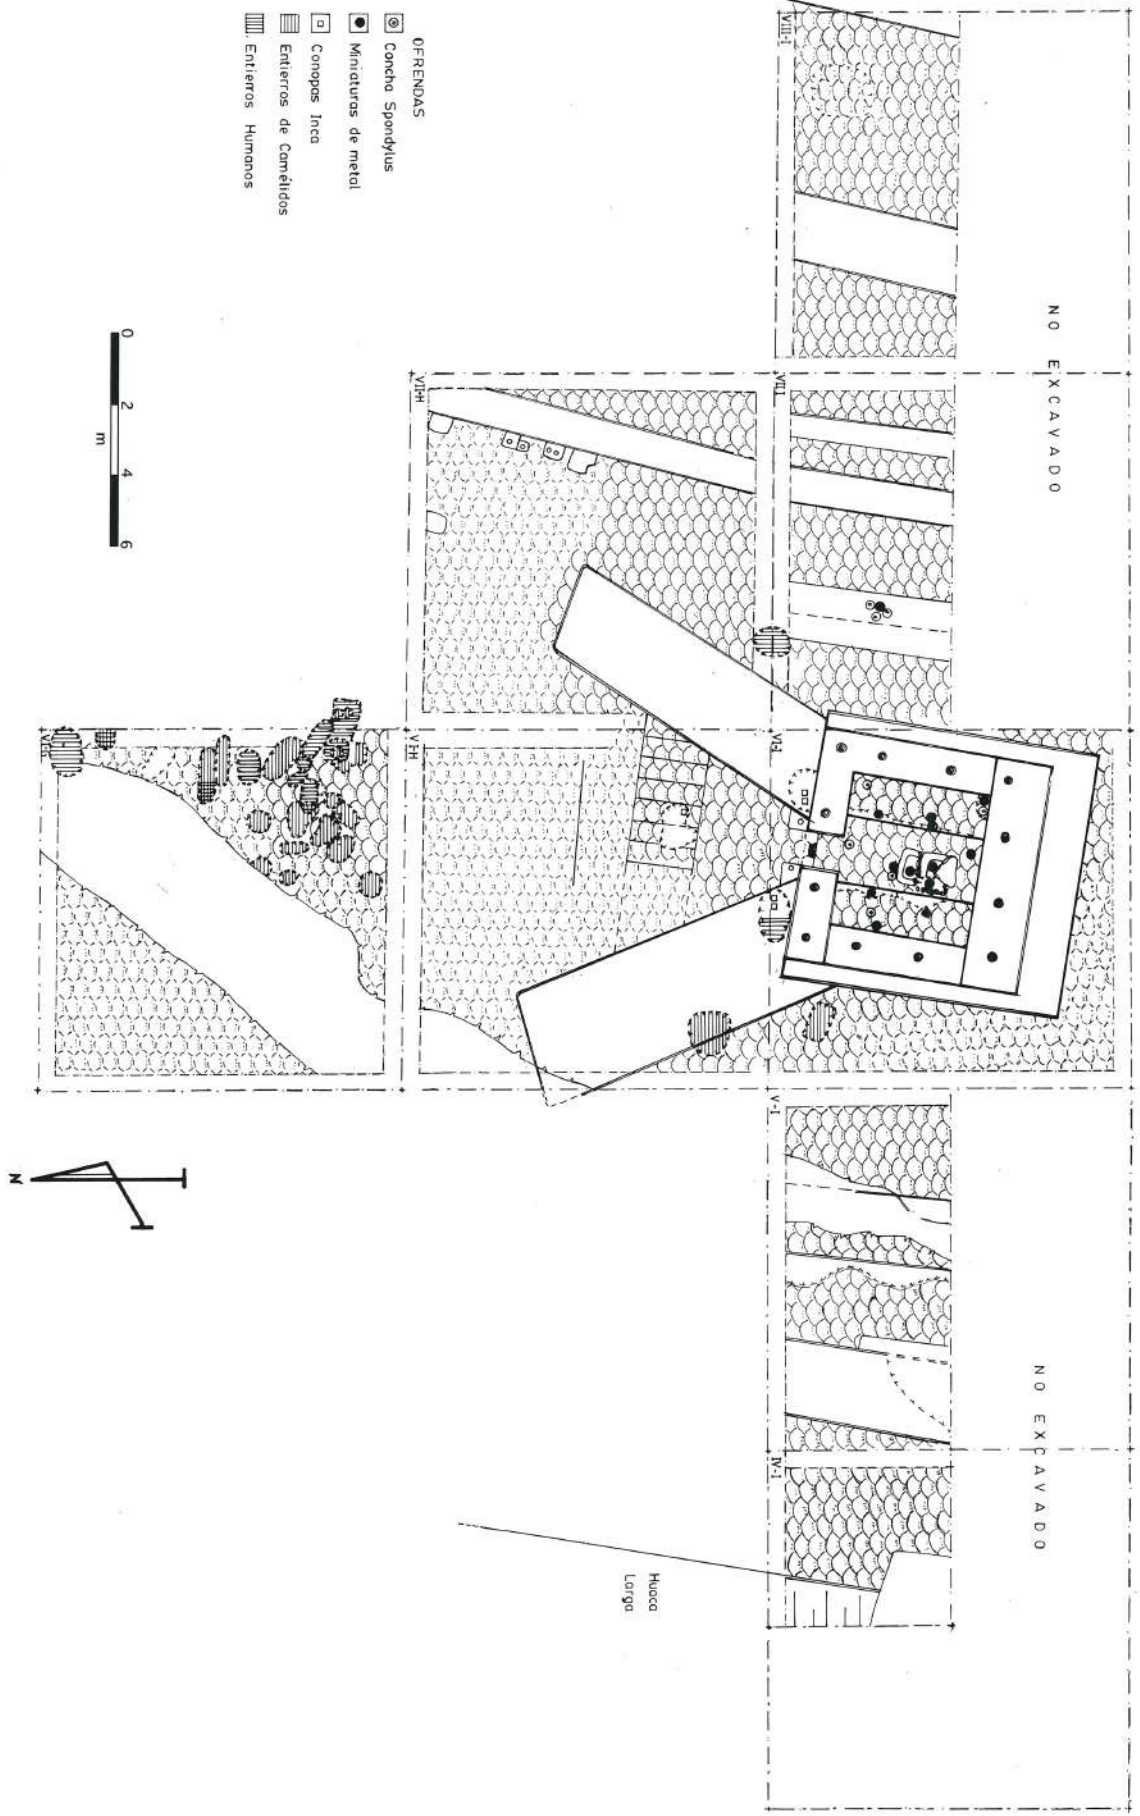 OFRENDAS
Concha Spondylus
Miniaturas de metal
Conopas Inca
Entierros de Camélidos
Entierros Humanos
0 2 4 6
m
NO EXCAVADO
NO EXCAVADO
VIII-I
VII-I
VII-H
VI-I
VI-H
V-I
IV-I
Huaca
Larga
N